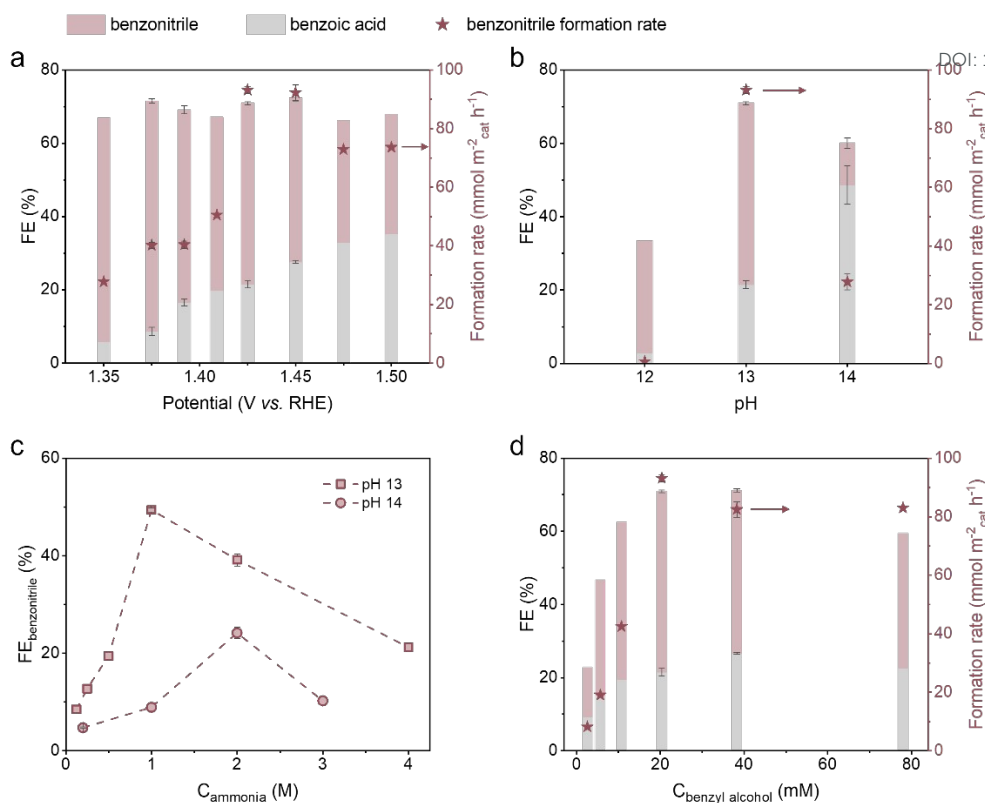 benzonitrile benzoic acid benzonitrile formation rate
a
80
60
40
20
0
FE (%)
100
80
60
40
20
0
Formation rate (mmol m⁻²cat h⁻¹)
1.35 1.40 1.45 1.50
Potential (V vs. RHE)
b
DOI:
80
60
40
20
0
FE (%)
100
80
60
40
20
0
Formation rate (mmol m⁻²cat h⁻¹)
12 13 14
pH
c
60
40
20
0
FEbenzonitrile (%)
pH 13
pH 14
0 1 2 3 4
Cammonia (M)
d
80
60
40
20
0
FE (%)
100
80
60
40
20
0
Formation rate (mmol m⁻²cat h⁻¹)
0 20 40 60 80
Cbenzyl alcohol (mM)